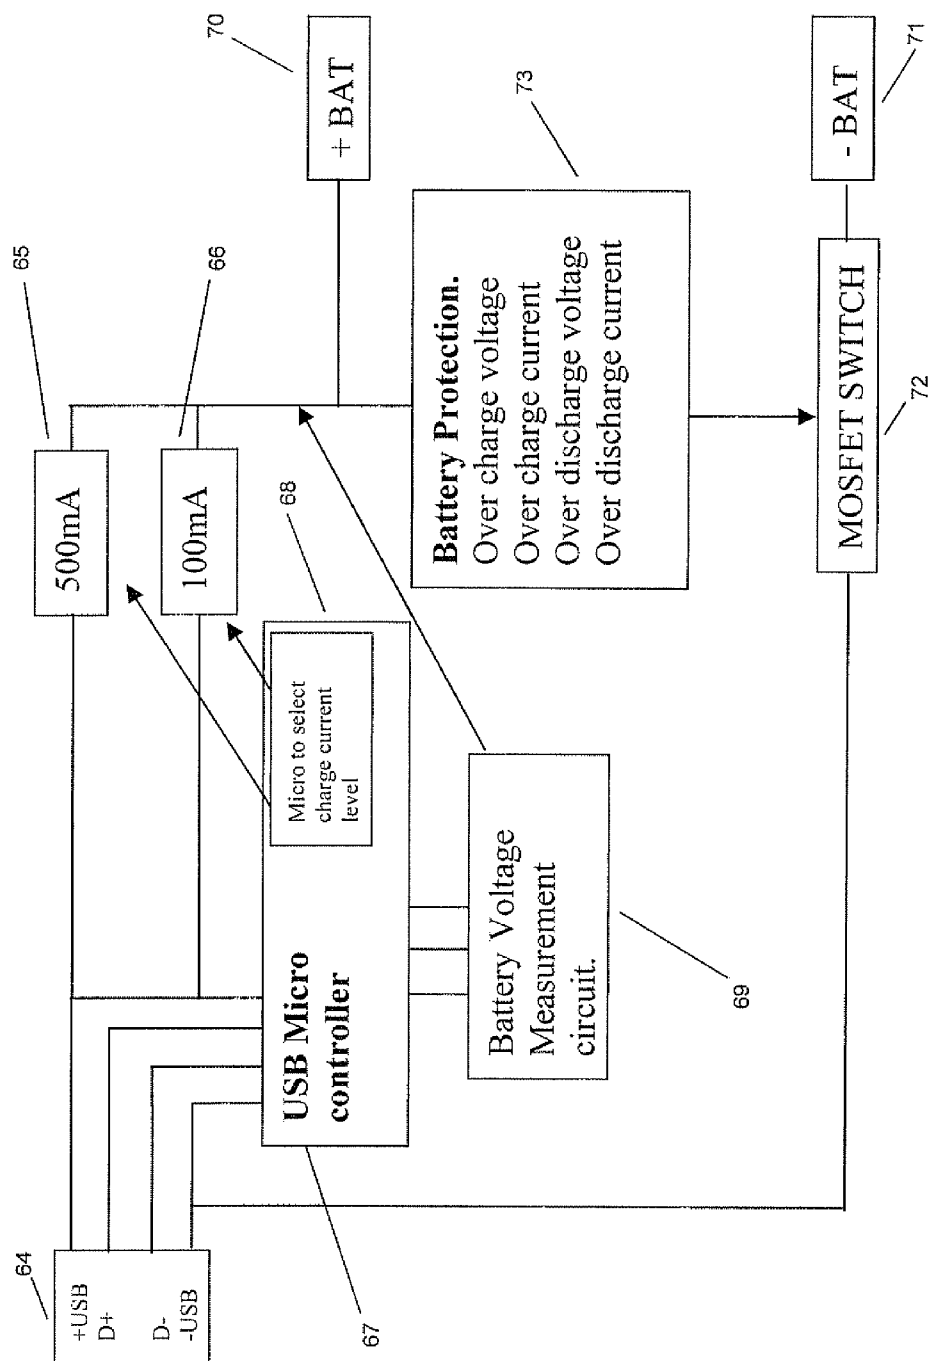 64
+USB
D+
D-
-USB
65
500mA
66
100mA
70
+ BAT
67
USB Micro
controller
68
Micro to select
charge current
level
69
Battery Voltage
Measurement
circuit.
73
Battery Protection.
Over charge voltage
Over charge current
Over discharge voltage
Over discharge current
72
MOSFET SWITCH
71
- BAT